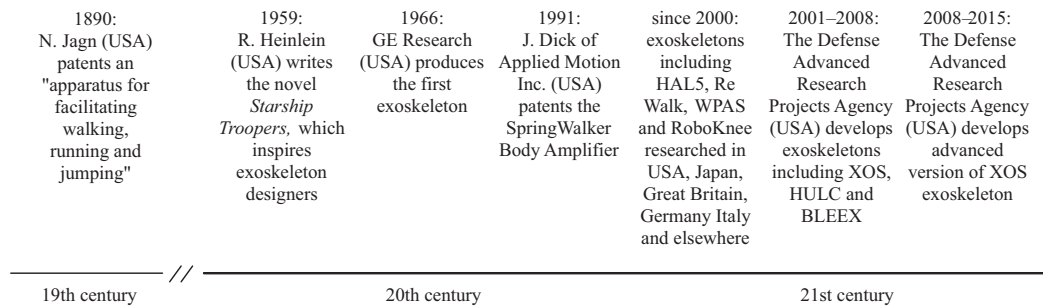 1890:
N. Jagn (USA)
patents an
"apparatus for
facilitating
walking,
running and
jumping"
1959:
R. Heinlein
(USA) writes
the novel
Starship
Troopers, which
inspires
exoskeleton
designers
1966:
GE Research
(USA) produces
the first
exoskeleton
1991:
J. Dick of
Applied Motion
Inc. (USA)
patents the
SpringWalker
Body Amplifier
since 2000:
exoskeletons
including
HAL5, Re
Walk, WPAS
and RoboKnee
researched in
USA, Japan,
Great Britain,
Germany Italy
and elsewhere
2001–2008:
The Defense
Advanced
Research
Projects Agency
(USA) develops
exoskeletons
including XOS,
HULC and
BLEEX
2008–2015:
The Defense
Advanced
Research
Projects Agency
(USA) develops
advanced
version of XOS
exoskeleton
19th century
20th century
21st century